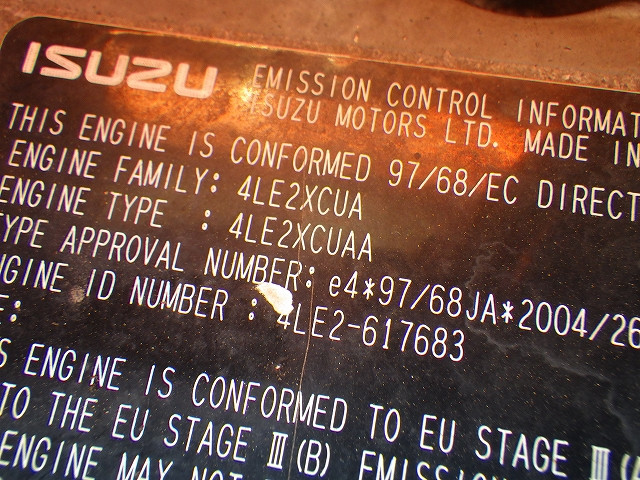 ISUZU
EMISSION CONTROL INFORMAT
ISUZU MOTORS LTD. MADE IN
THIS ENGINE IS CONFORMED 97/68/EC DIRECT
ENGINE FAMILY: 4LE2XCUA
ENGINE TYPE : 4LE2XCUAA
TYPE APPROVAL NUMBER: e4*97/68JA*2004/26
NGINE ID NUMBER : 4LE2-617683
E:
S ENGINE IS CONFORMED TO EU STAGE Ⅲ(A
TO THE EU STAGE Ⅲ(B) EMISSION
ENGINE MAY NOT